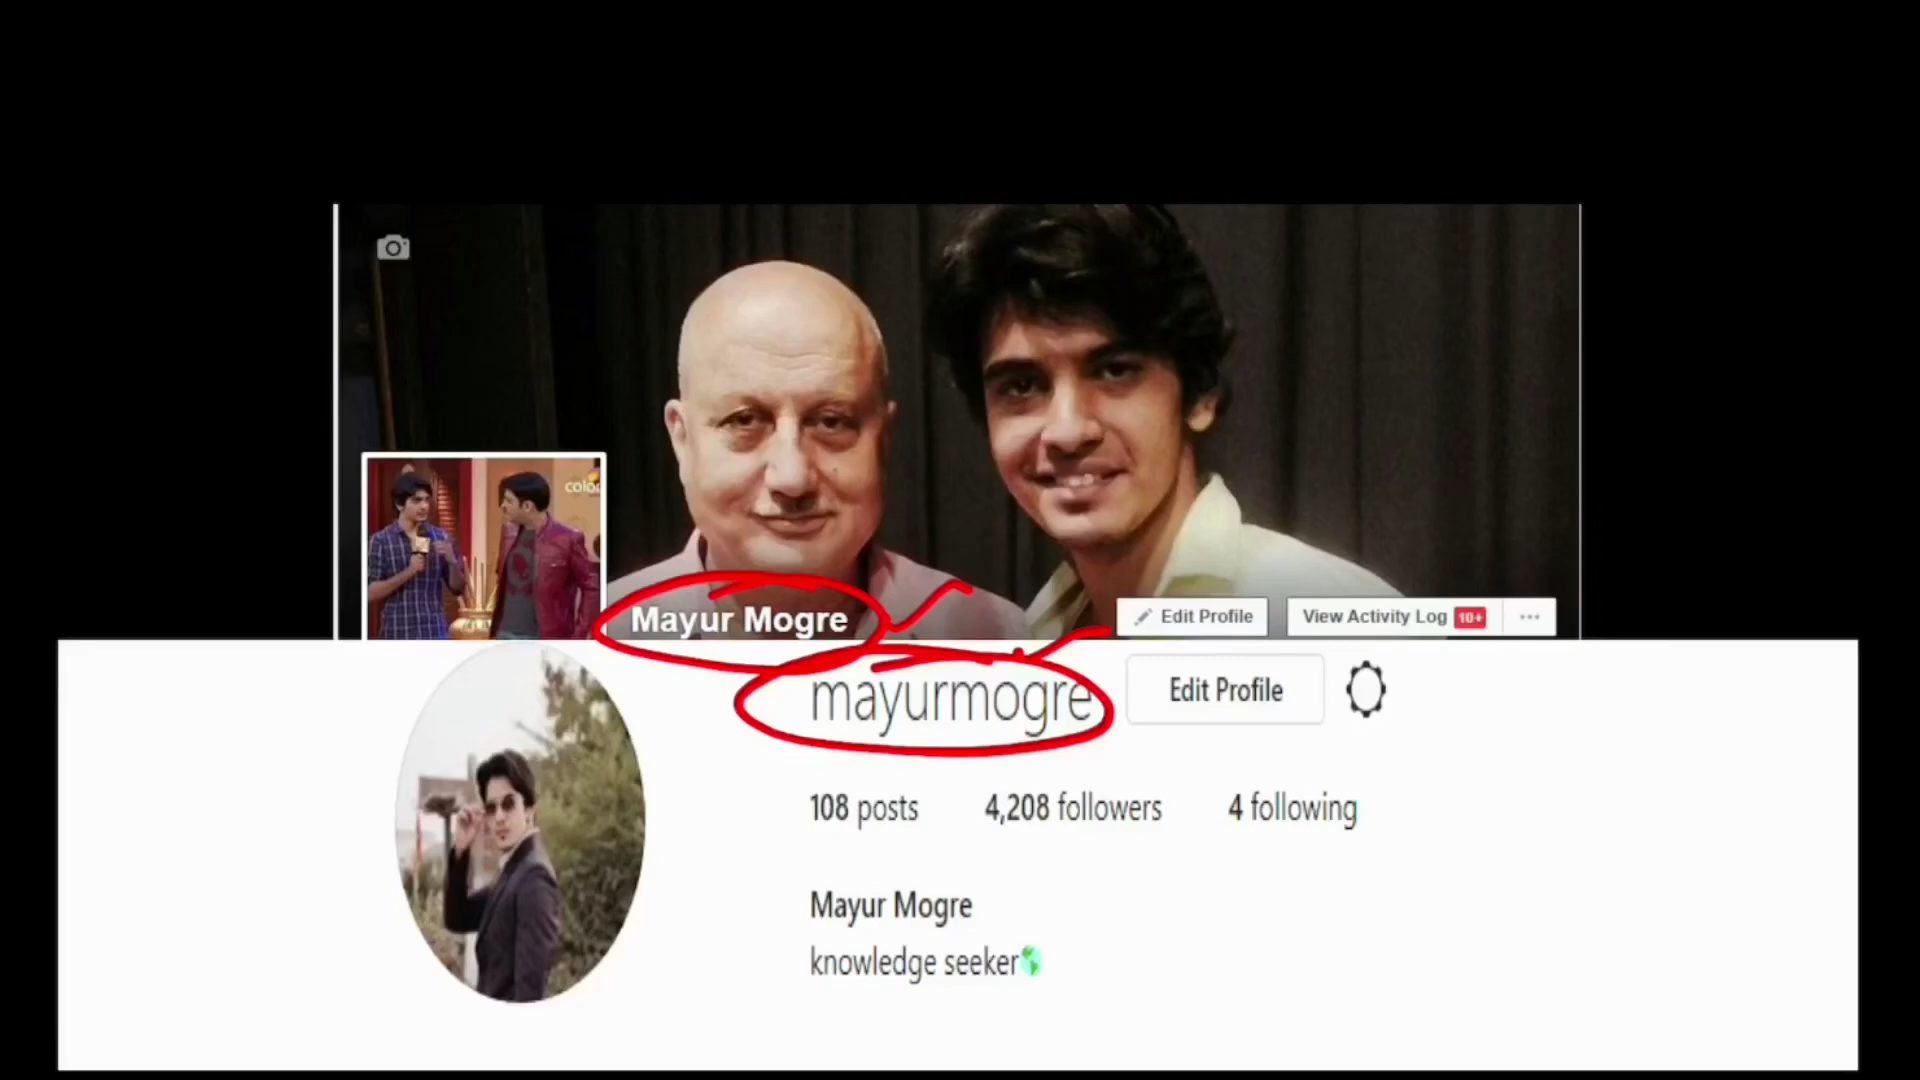 color
Mayur Mogre
Edit Profile
View Activity Log 10+ ...
mayurmogre
Edit Profile
108 posts
4,208 followers
4 following
Mayur Mogre
knowledge seeker